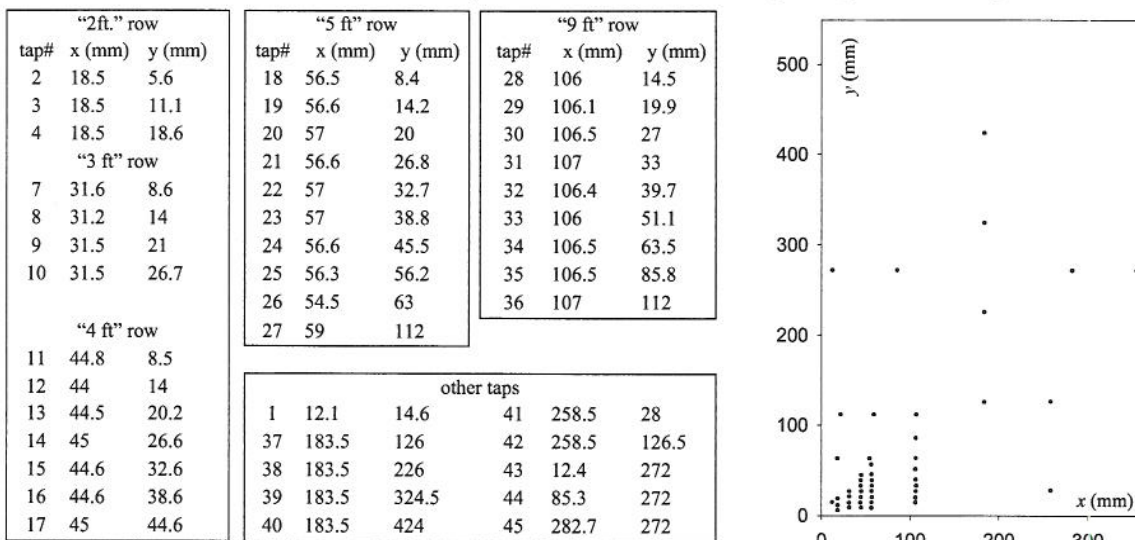 “2ft.” row
tap# x (mm) y (mm)
2 18.5 5.6
3 18.5 11.1
4 18.5 18.6
“3 ft” row
7 31.6 8.6
8 31.2 14
9 31.5 21
10 31.5 26.7
“4 ft” row
11 44.8 8.5
12 44 14
13 44.5 20.2
14 45 26.6
15 44.6 32.6
16 44.6 38.6
17 45 44.6
“5 ft” row
tap# x (mm) y (mm)
18 56.5 8.4
19 56.6 14.2
20 57 20
21 56.6 26.8
22 57 32.7
23 57 38.8
24 56.6 45.5
25 56.3 56.2
26 54.5 63
27 59 112
“9 ft” row
tap# x (mm) y (mm)
28 106 14.5
29 106.1 19.9
30 106.5 27
31 107 33
32 106.4 39.7
33 106 51.1
34 106.5 63.5
35 106.5 85.8
36 107 112
other taps
1 12.1 14.6 41 258.5 28
37 183.5 126 42 258.5 126.5
38 183.5 226 43 12.4 272
39 183.5 324.5 44 85.3 272
40 183.5 424 45 282.7 272
y (mm)
500
400
300
200
100
0
x (mm)
0 100 200 300